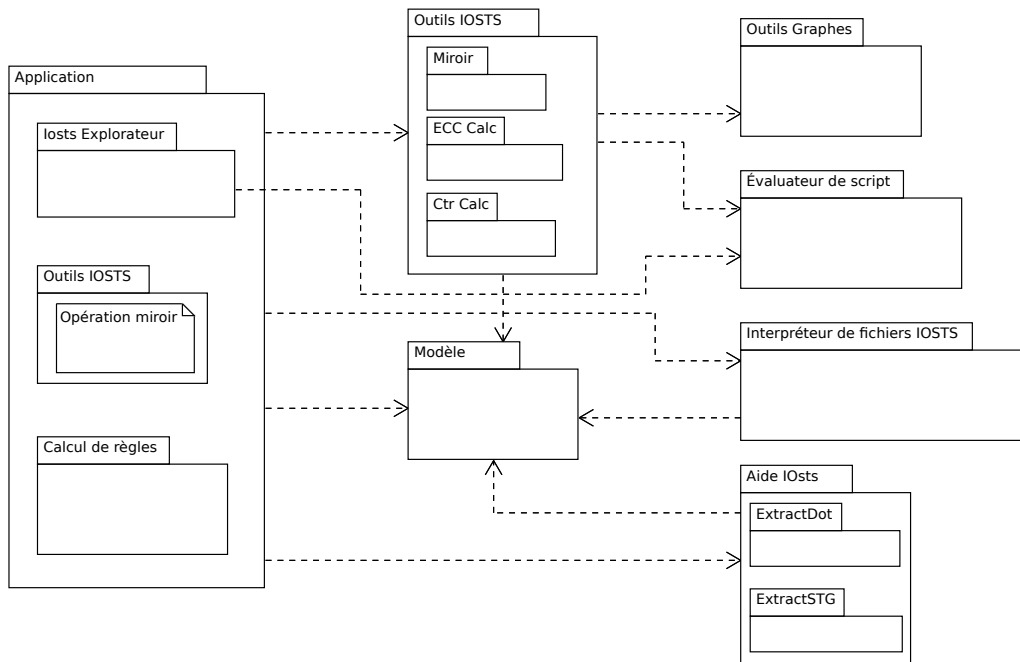 Application
Iosts Explorateur
Outils IOSTS
Opération miroir
Calcul de règles
Outils IOSTS
Miroir
ECC Calc
Ctr Calc
Modèle
Outils Graphes
Évaluateur de script
Interpréteur de fichiers IOSTS
Aide IOsts
ExtractDot
ExtractSTG